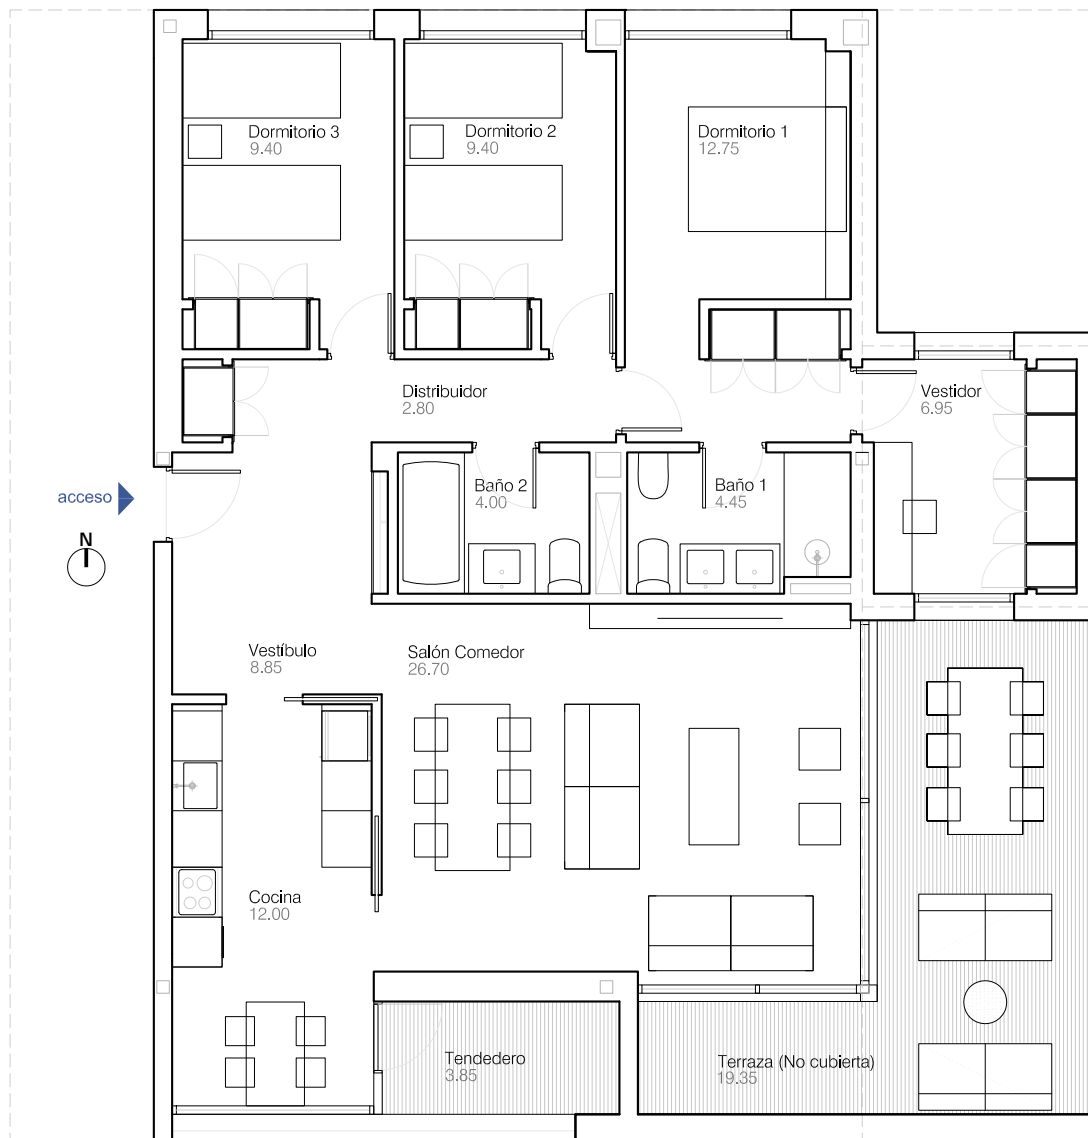 Dormitorio 3
9.40
Dormitorio 2
9.40
Dormitorio 1
12.75
Distribuidor
2.80
Vestidor
6.95
acceso
N
Baño 2
4.00
Baño 1
4.45
Vestíbulo
8.85
Salón Comedor
26.70
Cocina
12.00
Tendedero
3.85
Terraza (No cubierta)
19.35